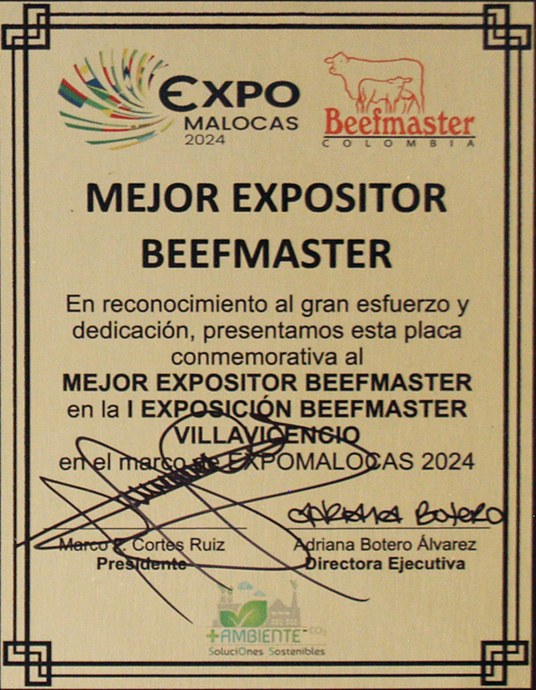 EXPO
MALOCAS
2024
Beefmaster
COLOMBIA
MEJOR EXPOSITOR
BEEFMASTER
En reconocimiento al gran esfuerzo y
dedicación, presentamos esta placa
conmemorativa al
MEJOR EXPOSITOR BEEFMASTER
en la I EXPOSICIÓN BEEFMASTER
VILLAVICENCIO
en el marco de EXPOMALOCAS 2024
ADRIANA BOTERO
Marco F. Cortes Ruiz
Presidente
Adriana Botero Álvarez
Directora Ejecutiva
+AMBIENTE-CO2
SoluciOnes Sostenibles